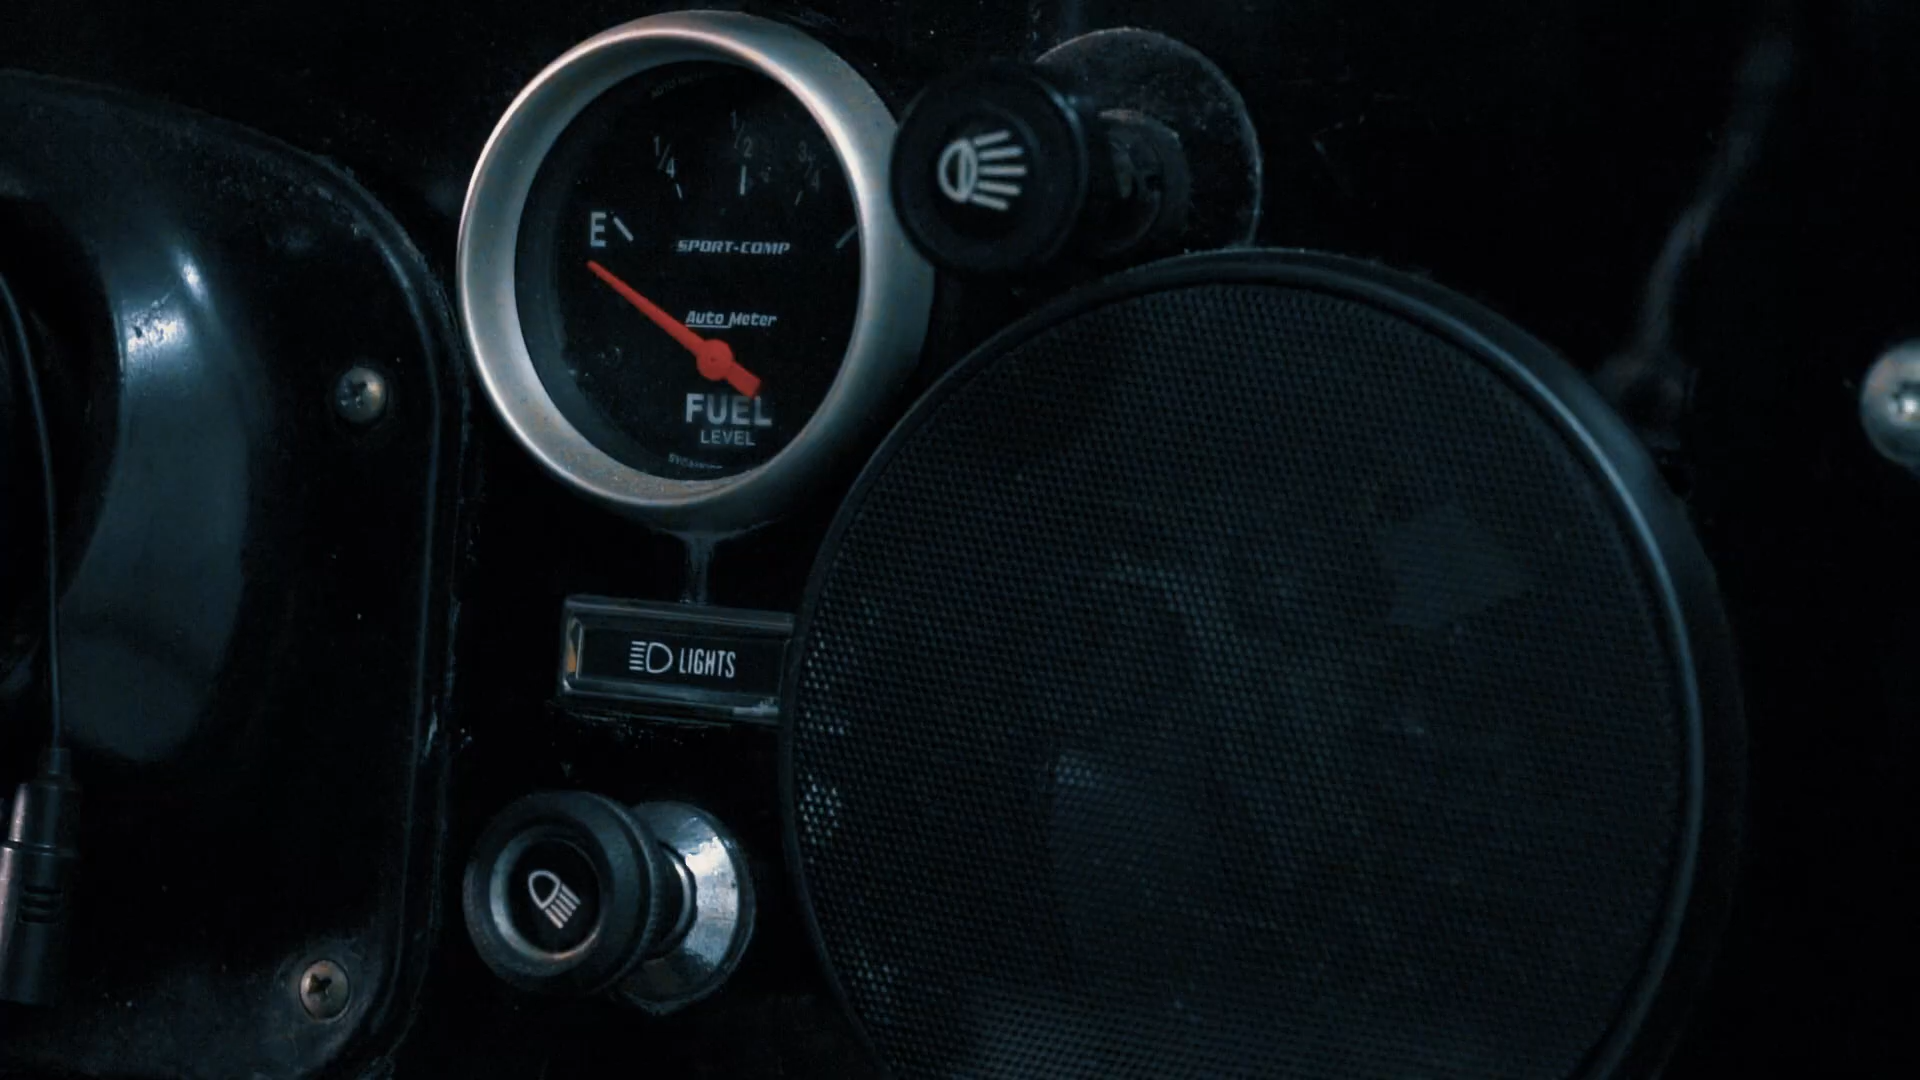 1/4 1/2 3/4
E
SPORT-COMP
Auto Meter
FUEL
LEVEL
LIGHTS